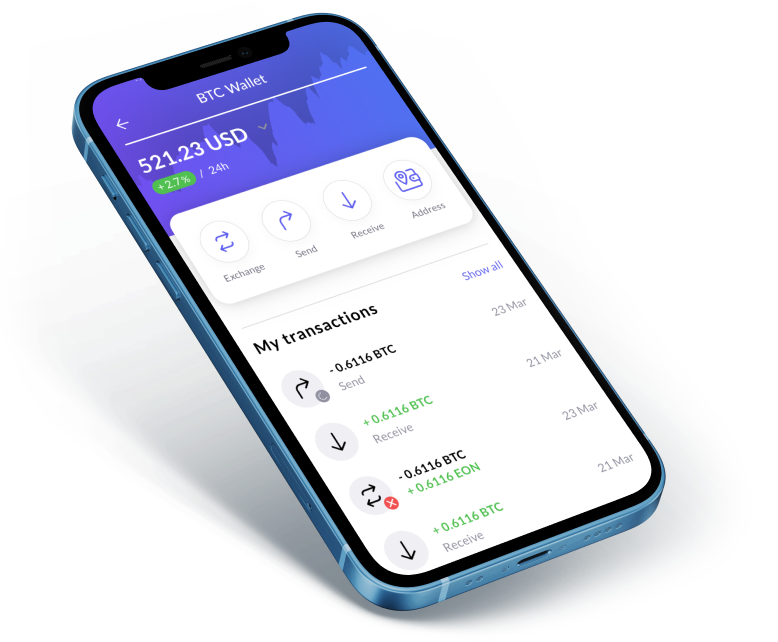 BTC Wallet
521.23 USD
+2.7% / 24h
Exchange
Send
Receive
Address
My transactions
Show all
- 0.6116 BTC
23 Mar
Send
+ 0.6116 BTC
21 Mar
Receive
- 0.6116 BTC
23 Mar
+ 0.6116 EON
+ 0.6116 BTC
21 Mar
Receive